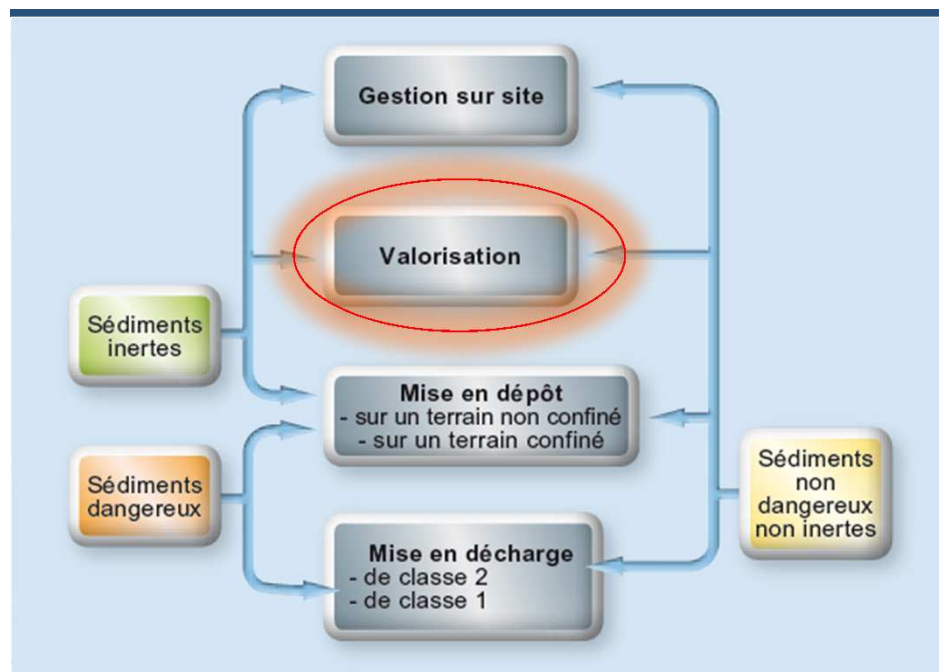 Gestion sur site
Valorisation
Sédiments
inertes
Mise en dépôt
- sur un terrain non confiné
- sur un terrain confiné
Sédiments
dangereux
Sédiments
non
dangereux
non inertes
Mise en décharge
- de classe 2
- de classe 1